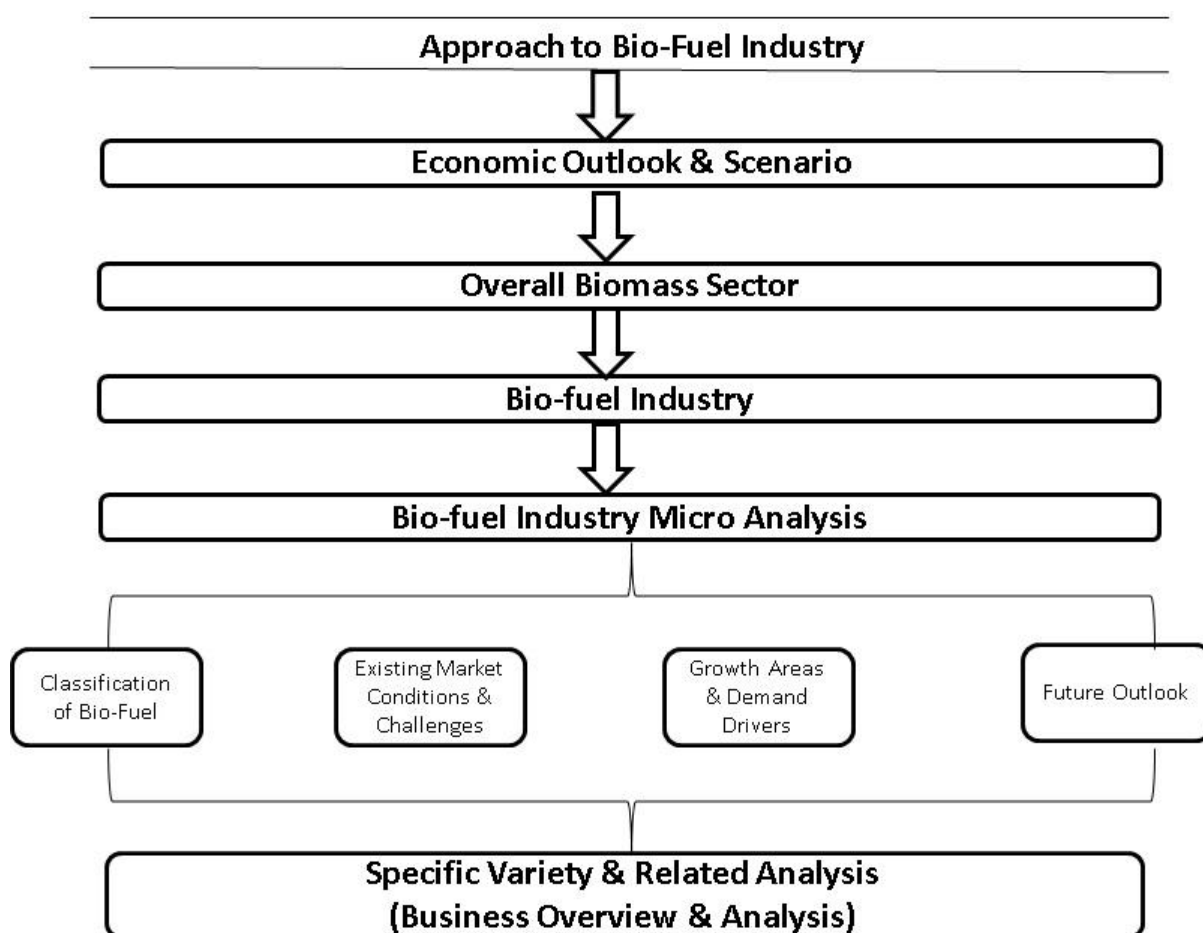 Approach to Bio-Fuel Industry
Economic Outlook & Scenario
Overall Biomass Sector
Bio-fuel Industry
Bio-fuel Industry Micro Analysis
Classification
of Bio-Fuel
Existing Market
Conditions &
Challenges
Growth Areas
& Demand
Drivers
Future Outlook
Specific Variety & Related Analysis
(Business Overview & Analysis)